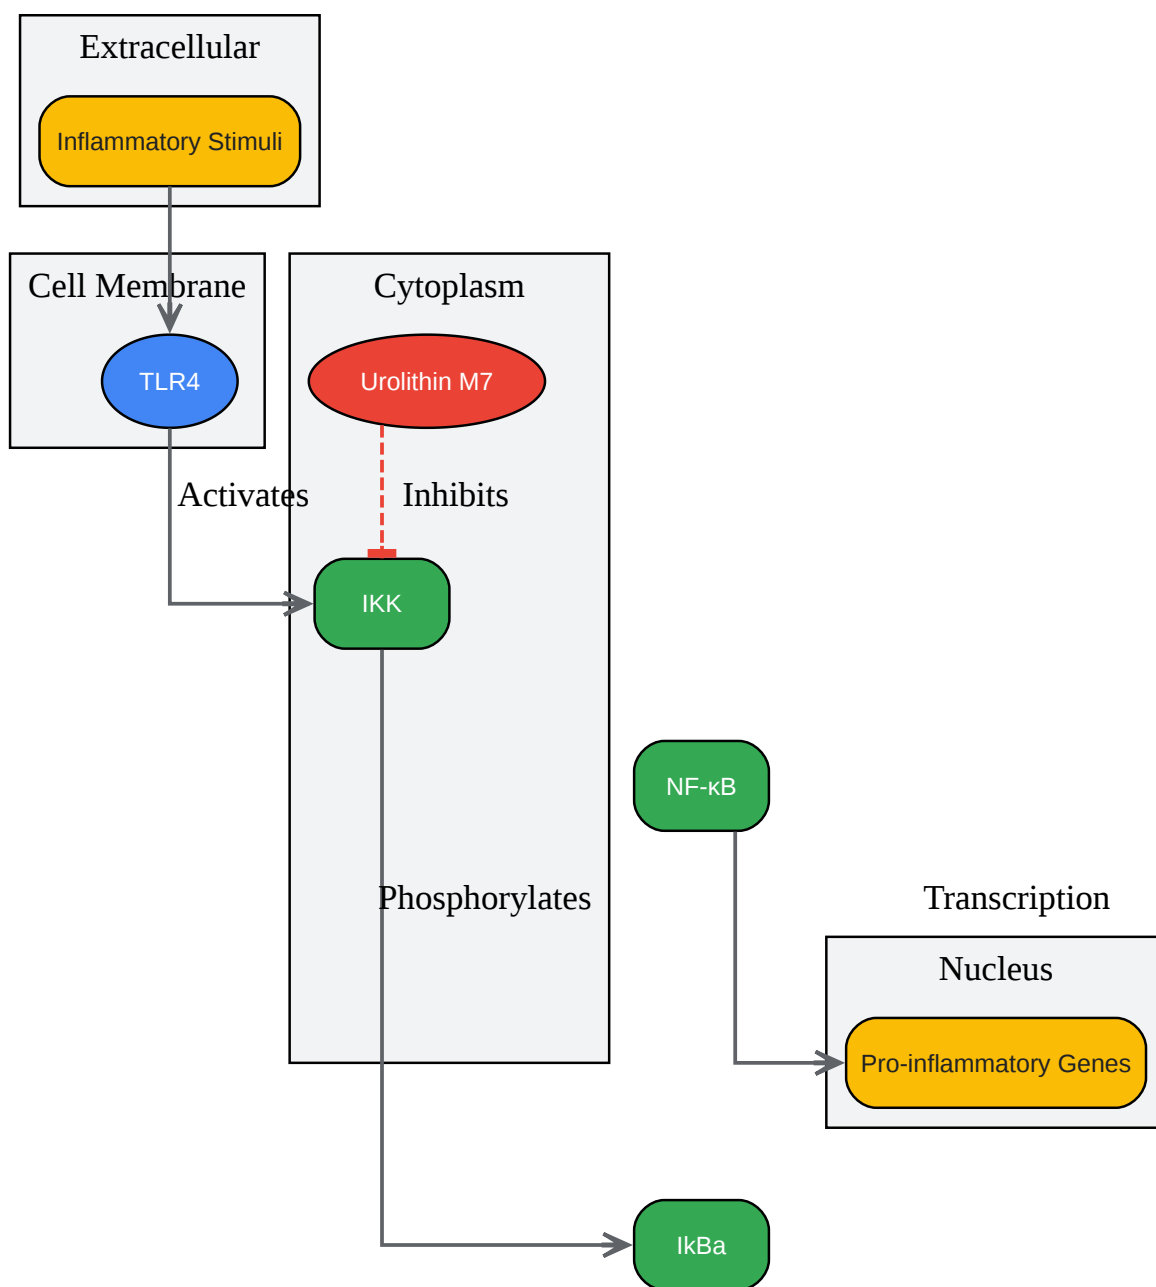 Extracellular
Inflammatory Stimuli
Cell Membrane
Cytoplasm
TLR4
Urolithin M7
Activates
Inhibits
IKK
NF-κB
Phosphorylates
Transcription
Nucleus
Pro-inflammatory Genes
IkBa